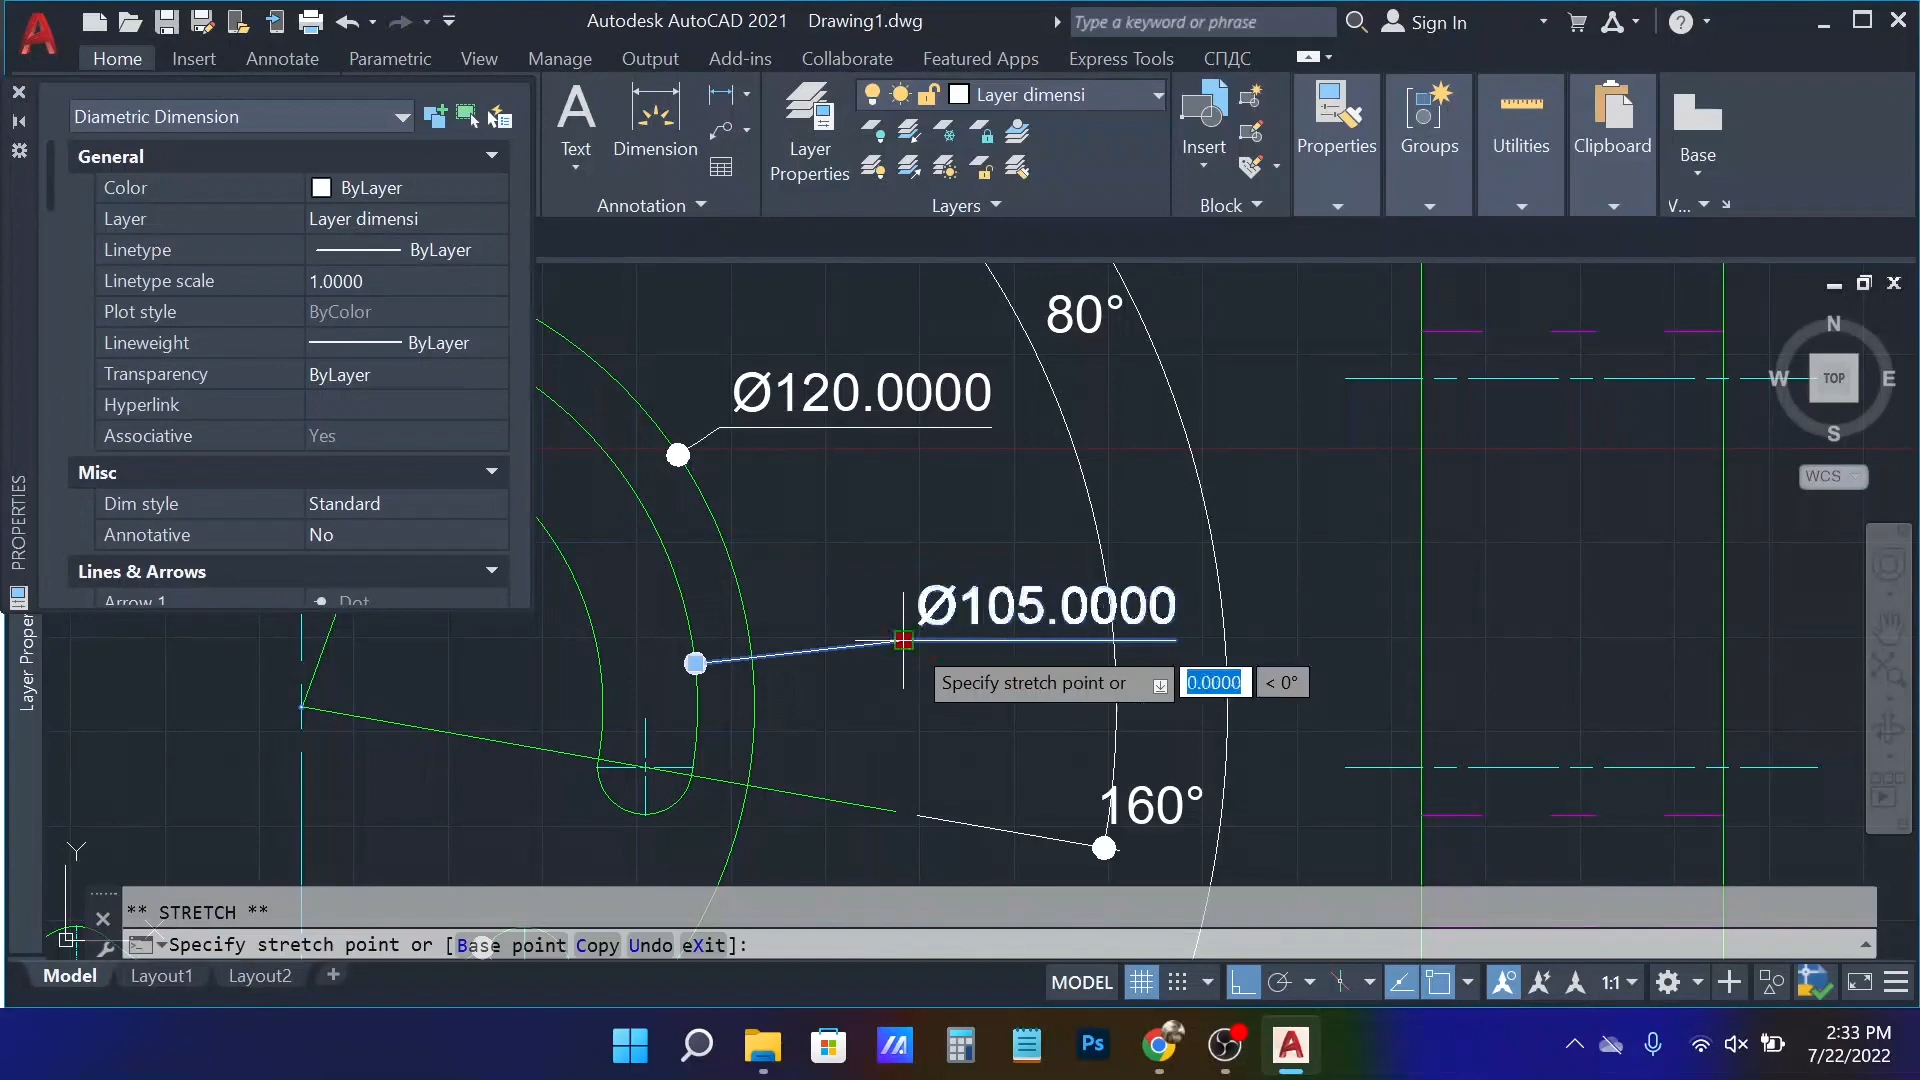 Autodesk AutoCAD 2021 Drawing1.dwg
Type a keyword or phrase
Sign In
Home Insert Annotate Parametric View Manage Output Add-ins Collaborate Featured Apps Express Tools СПДС
Diametric Dimension
General
Color ByLayer
Layer Layer dimensi
Linetype ByLayer
Linetype scale 1.0000
Plot style ByColor
Lineweight ByLayer
Transparency ByLayer
Hyperlink
Associative Yes
Misc
Dim style Standard
Annotative No
Lines & Arrows
Arrow 1 Dot
PROPERTIES
Layer Proper
Text
Dimension
Annotation
Layer
Properties
Layer dimensi
Layers
Insert
Block
Properties
Groups
Utilities
Clipboard
Base
V...
80°
Ø120.0000
Ø105.0000
Specify stretch point or 0.0000 < 0°
160°
N
W TOP E
S
WCS
Y
** STRETCH **
Specify stretch point or [Base point Copy Undo eXit]:
Model Layout1 Layout2
MODEL
1:1
Ps
2:33 PM
7/22/2022